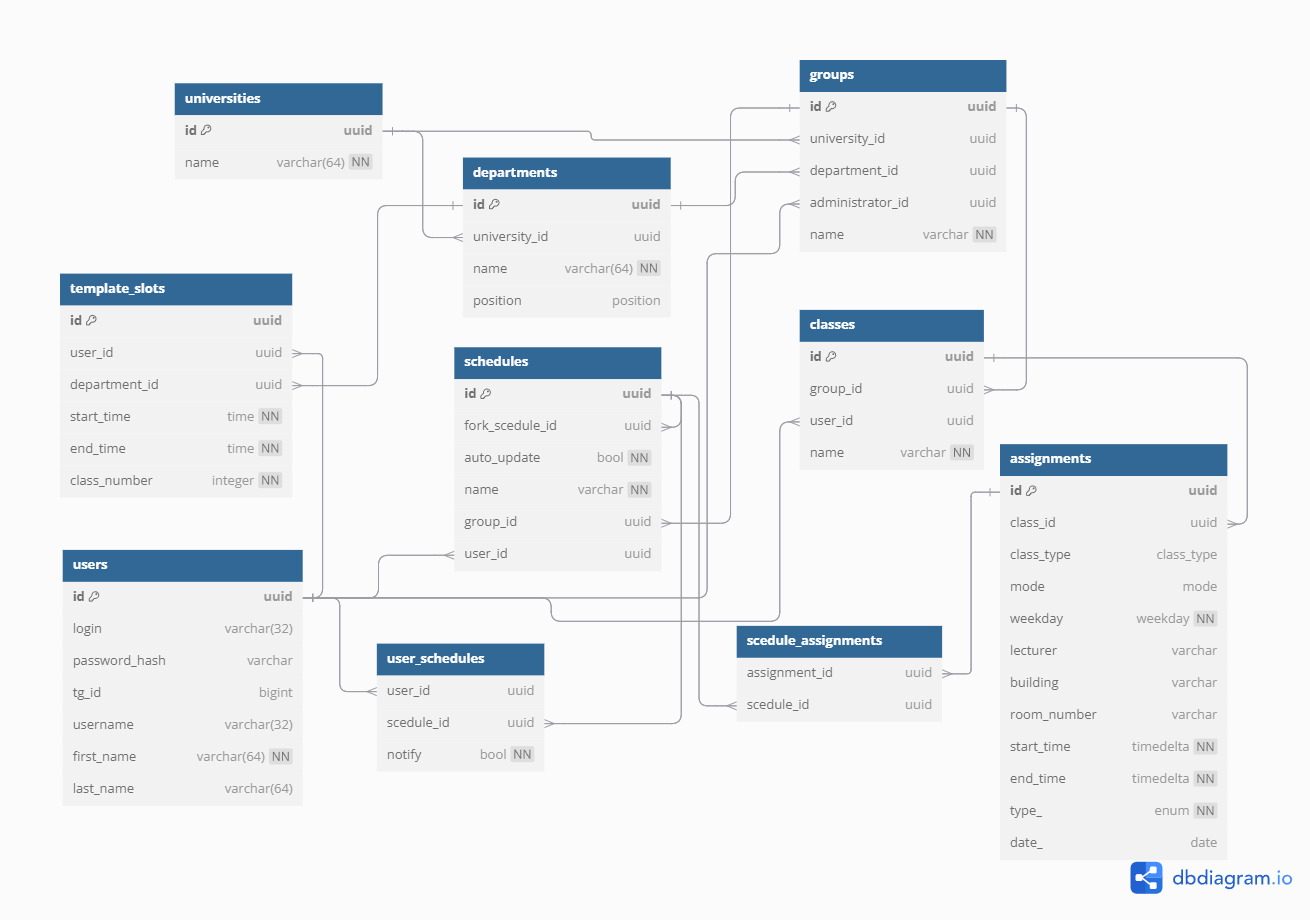 universities
id uuid
name varchar(64) NN
departments
id uuid
university_id uuid
name varchar(64) NN
position position
groups
id uuid
university_id uuid
department_id uuid
administrator_id uuid
name varchar NN
template_slots
id uuid
user_id uuid
department_id uuid
start_time time NN
end_time time NN
class_number integer NN
schedules
id uuid
fork_scedule_id uuid
auto_update bool NN
name varchar NN
group_id uuid
user_id uuid
classes
id uuid
group_id uuid
user_id uuid
name varchar NN
assignments
id uuid
class_id uuid
class_type class_type
mode mode
weekday weekday NN
lecturer varchar
building varchar
room_number varchar
start_time timedelta NN
end_time timedelta NN
type_ enum NN
date_ date
users
id uuid
login varchar(32)
password_hash varchar
tg_id bigint
username varchar(32)
first_name varchar(64) NN
last_name varchar(64)
user_schedules
user_id uuid
scedule_id uuid
notify bool NN
scedule_assignments
assignment_id uuid
scedule_id uuid
dbdiagram.io